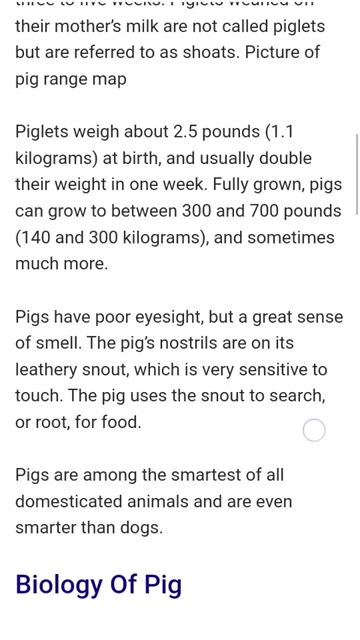 their mother's milk are not called piglets
but are referred to as shoats. Picture of
pig range map
Piglets weigh about 2.5 pounds (1.1
kilograms) at birth, and usually double
their weight in one week. Fully grown, pigs
can grow to between 300 and 700 pounds
(140 and 300 kilograms), and sometimes
much more.
Pigs have poor eyesight, but a great sense
of smell. The pig's nostrils are on its
leathery snout, which is very sensitive to
touch. The pig uses the snout to search,
or root, for food.
Pigs are among the smartest of all
domesticated animals and are even
smarter than dogs.
Biology Of Pig